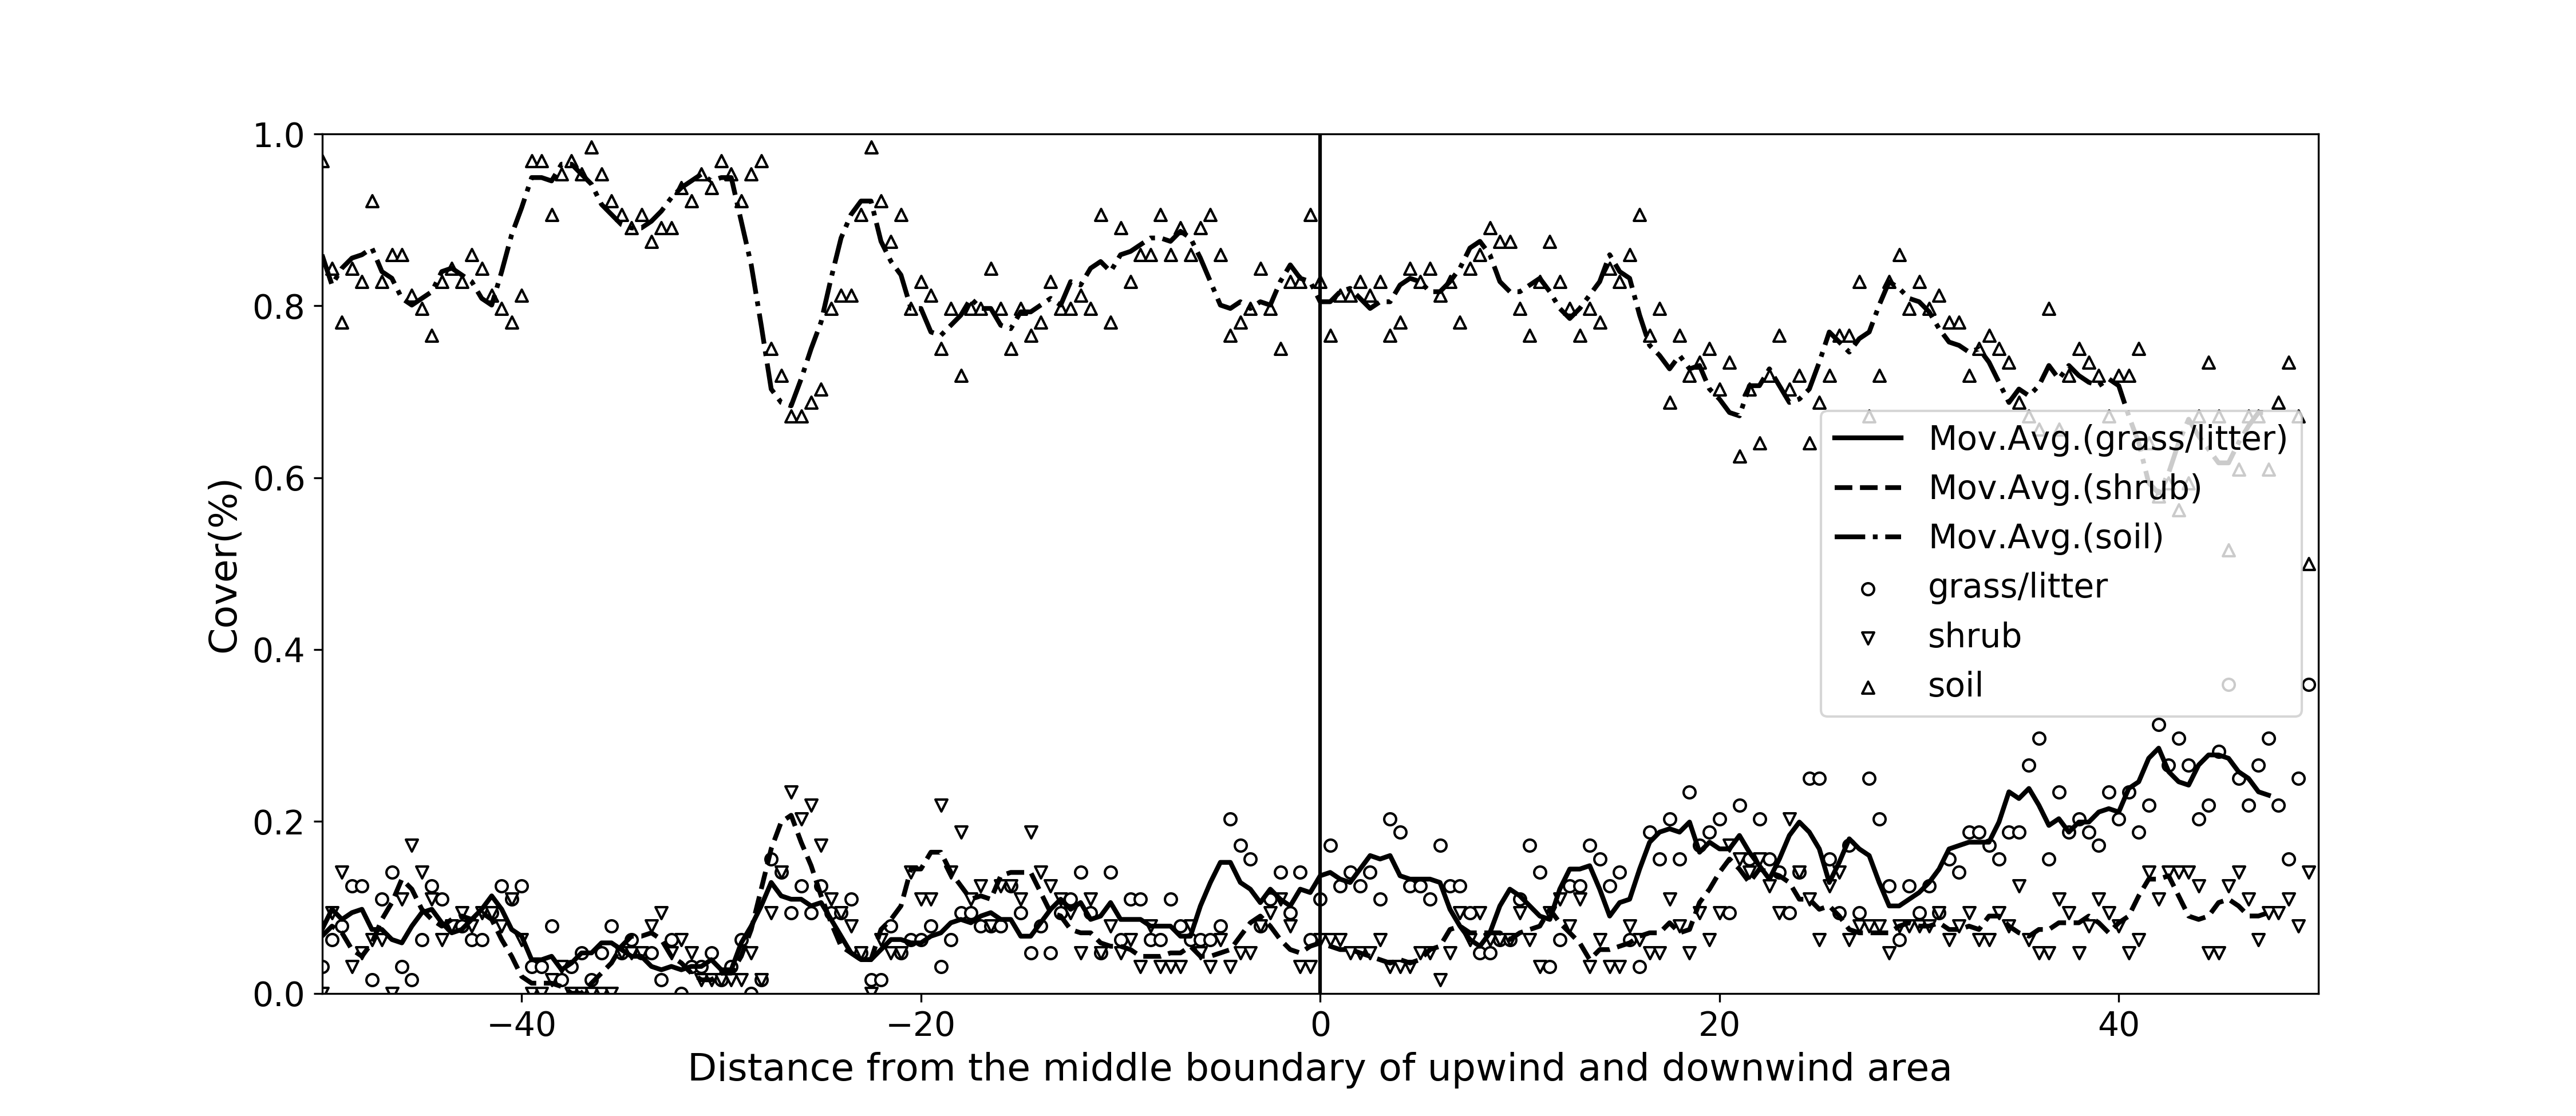 1.0
0.8
0.6
0.4
0.2
0.0
Cover(%)
Mov.Avg.(grass/litter)
Mov.Avg.(shrub)
Mov.Avg.(soil)
grass/litter
shrub
soil
−40 −20 0 20 40
Distance from the middle boundary of upwind and downwind area